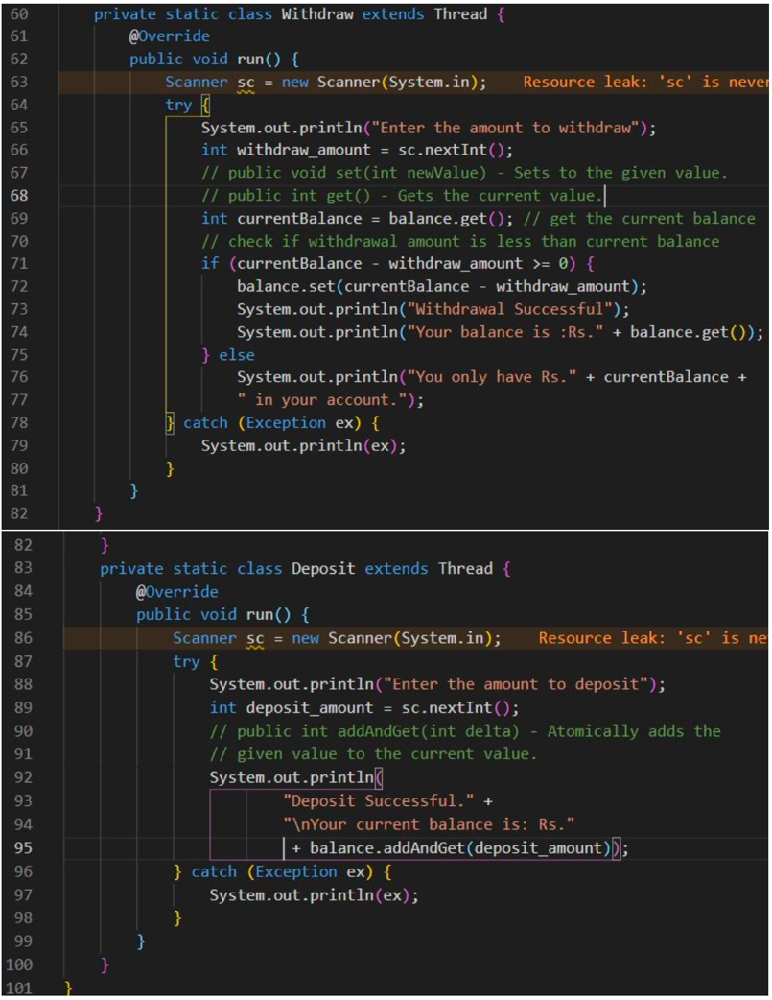 60 private static class Withdraw extends Thread {
61 @Override
62 public void run() {
63 Scanner sc = new Scanner(System.in); Resource leak: 'sc' is never
64 try {
65 System.out.println("Enter the amount to withdraw");
66 int withdraw_amount = sc.nextInt();
67 // public void set(int newValue) - Sets to the given value.
68 // public int get() - Gets the current value.
69 int currentBalance = balance.get(); // get the current balance
70 // check if withdrawal amount is less than current balance
71 if (currentBalance - withdraw_amount >= 0) {
72 balance.set(currentBalance - withdraw_amount);
73 System.out.println("Withdrawal Successful");
74 System.out.println("Your balance is :Rs." + balance.get());
75 } else
76 System.out.println("You only have Rs." + currentBalance +
77 " in your account.");
78 } catch (Exception ex) {
79 System.out.println(ex);
80 }
81 }
82 }
82 }
83 private static class Deposit extends Thread {
84 @Override
85 public void run() {
86 Scanner sc = new Scanner(System.in); Resource leak: 'sc' is ne
87 try {
88 System.out.println("Enter the amount to deposit");
89 int deposit_amount = sc.nextInt();
90 // public int addAndGet(int delta) - Atomically adds the
91 // given value to the current value.
92 System.out.println(
93 "Deposit Successful." +
94 "\nYour current balance is: Rs."
95 + balance.addAndGet(deposit_amount));
96 } catch (Exception ex) {
97 System.out.println(ex);
98 }
99 }
100 }
101 }